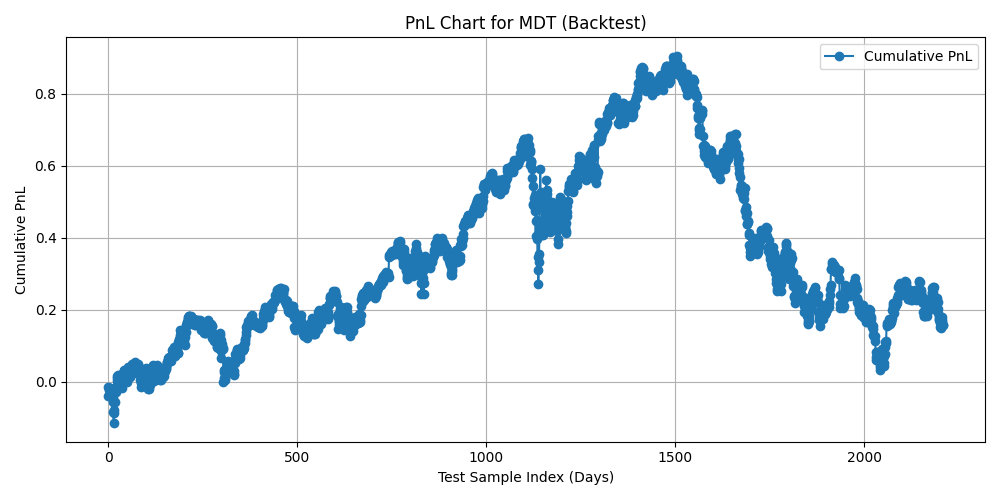 PnL Chart for MDT (Backtest)
Cumulative PnL
0.8
0.6
0.4
0.2
0.0
Cumulative PnL
0 500 1000 1500 2000
Test Sample Index (Days)